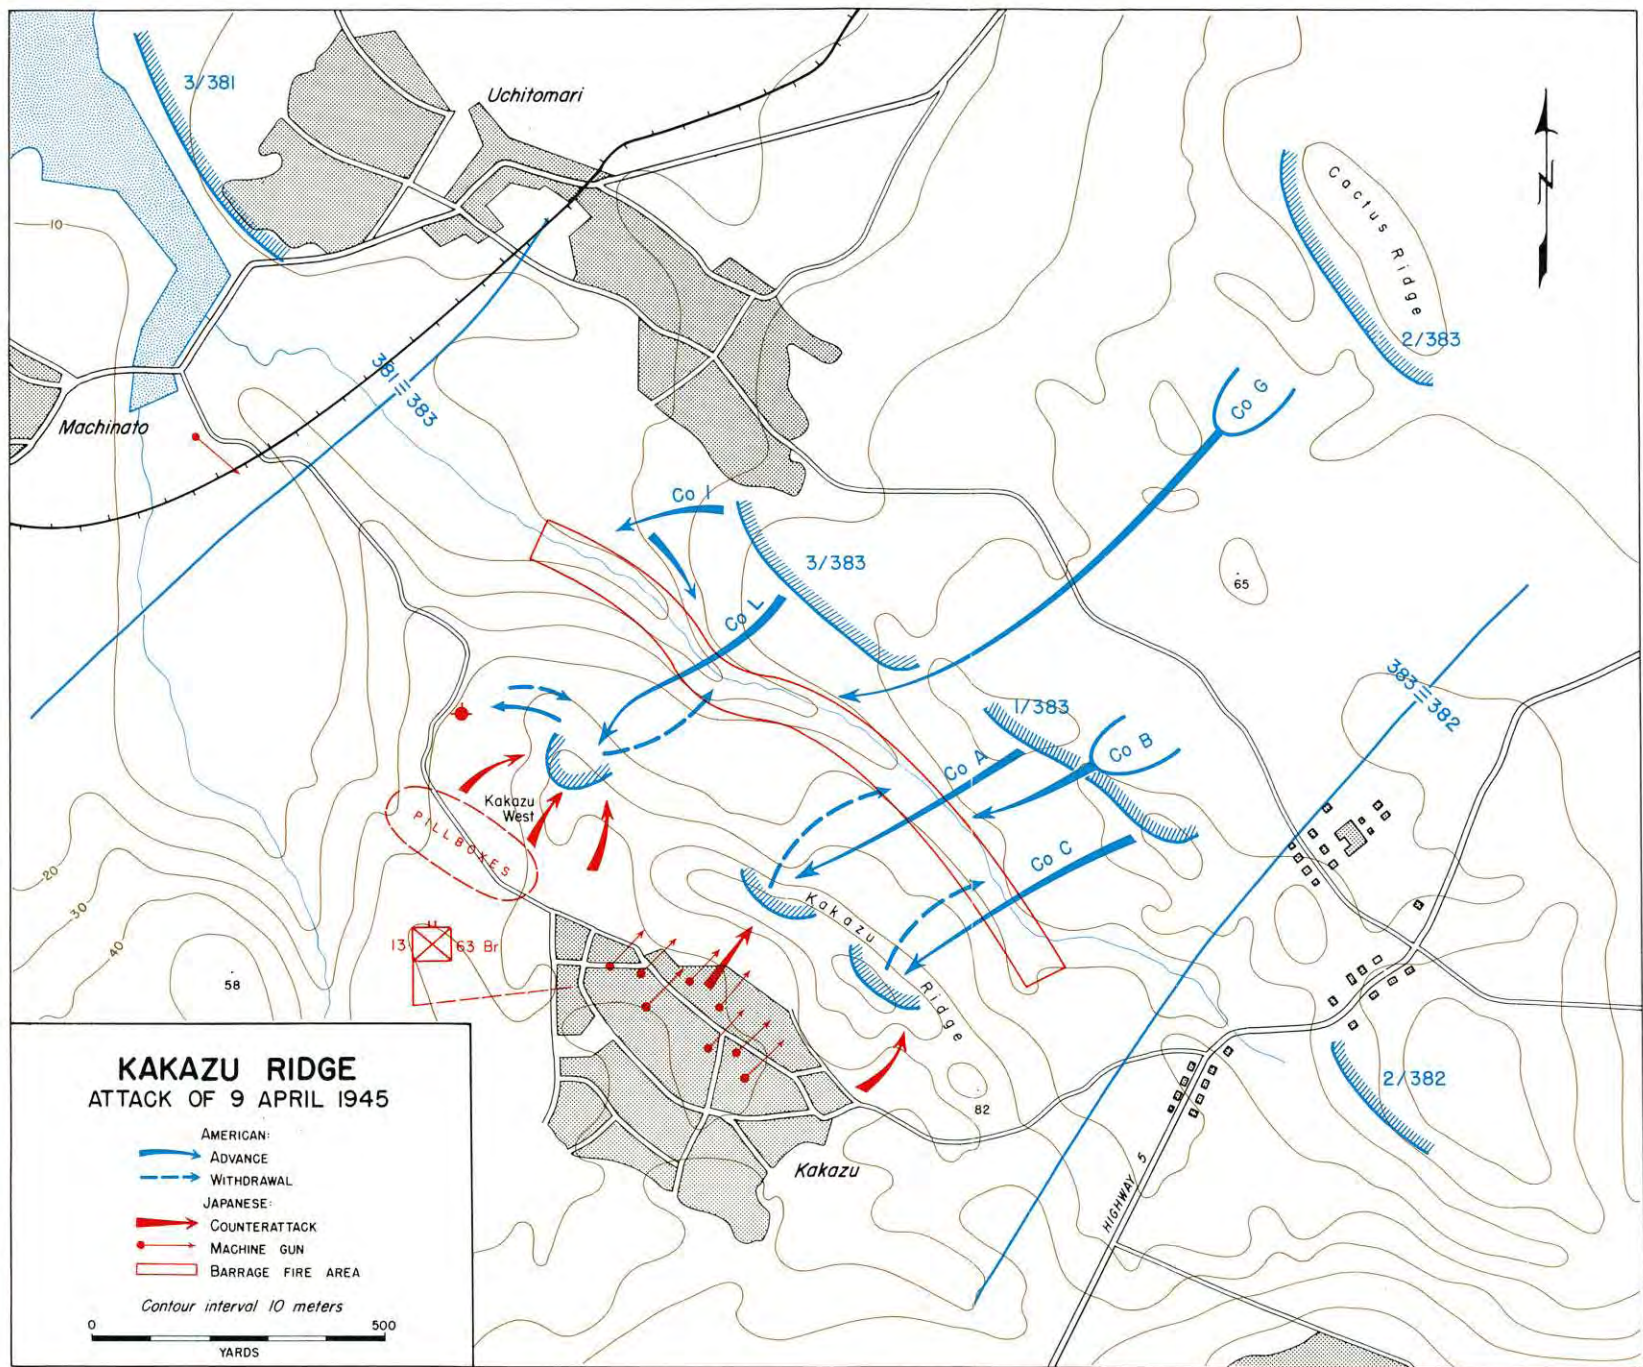 3/381
Uchitomari
N
Cactus Ridge
10
2/383
381
383
Co G
Machinato
Co I
3/383
65
Co L
383
382
1/383
Co A
Co B
Kakazu
West
PILLBOXES
Co C
20
30
40
Kakazu Ridge
13
63 Br
58
82
2/382
Kakazu
HIGHWAY 5
KAKAZU RIDGE
ATTACK OF 9 APRIL 1945
AMERICAN:
ADVANCE
WITHDRAWAL
JAPANESE:
COUNTERATTACK
MACHINE GUN
BARRAGE FIRE AREA
Contour interval 10 meters
0 500
YARDS